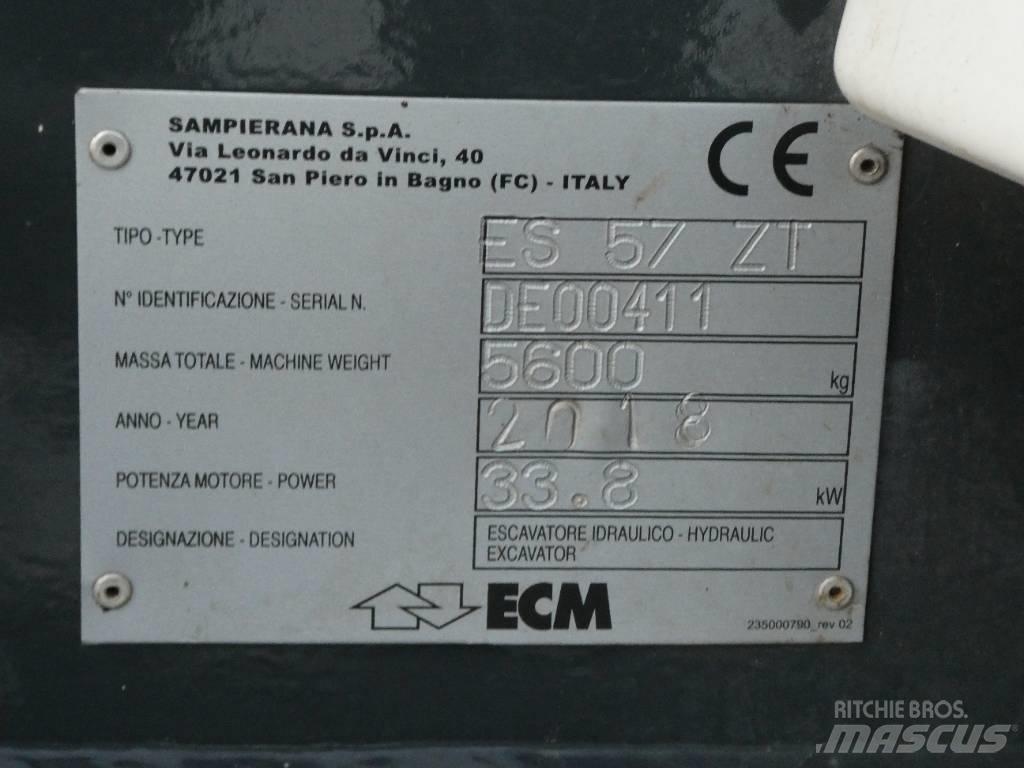 SAMPIERANA S.p.A.
Via Leonardo da Vinci, 40
47021 San Piero in Bagno (FC) - ITALY
CE
TIPO - TYPE ES 57 ZT
N° IDENTIFICAZIONE - SERIAL N. DE00411
MASSA TOTALE - MACHINE WEIGHT 5600 kg
ANNO - YEAR 2018
POTENZA MOTORE - POWER 33.8 kW
DESIGNAZIONE - DESIGNATION ESCAVATORE IDRAULICO - HYDRAULIC
EXCAVATOR
ECM
235000790_rev 02
RITCHIE BROS.
MASCUS